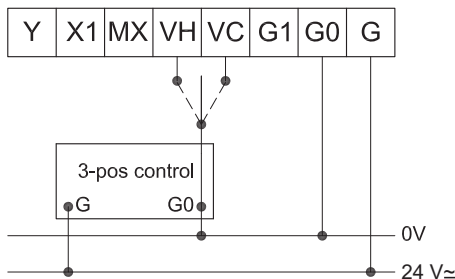 Y X1 MX VH VC G1 G0 G
3-pos control
G G0
0V
24 V≃